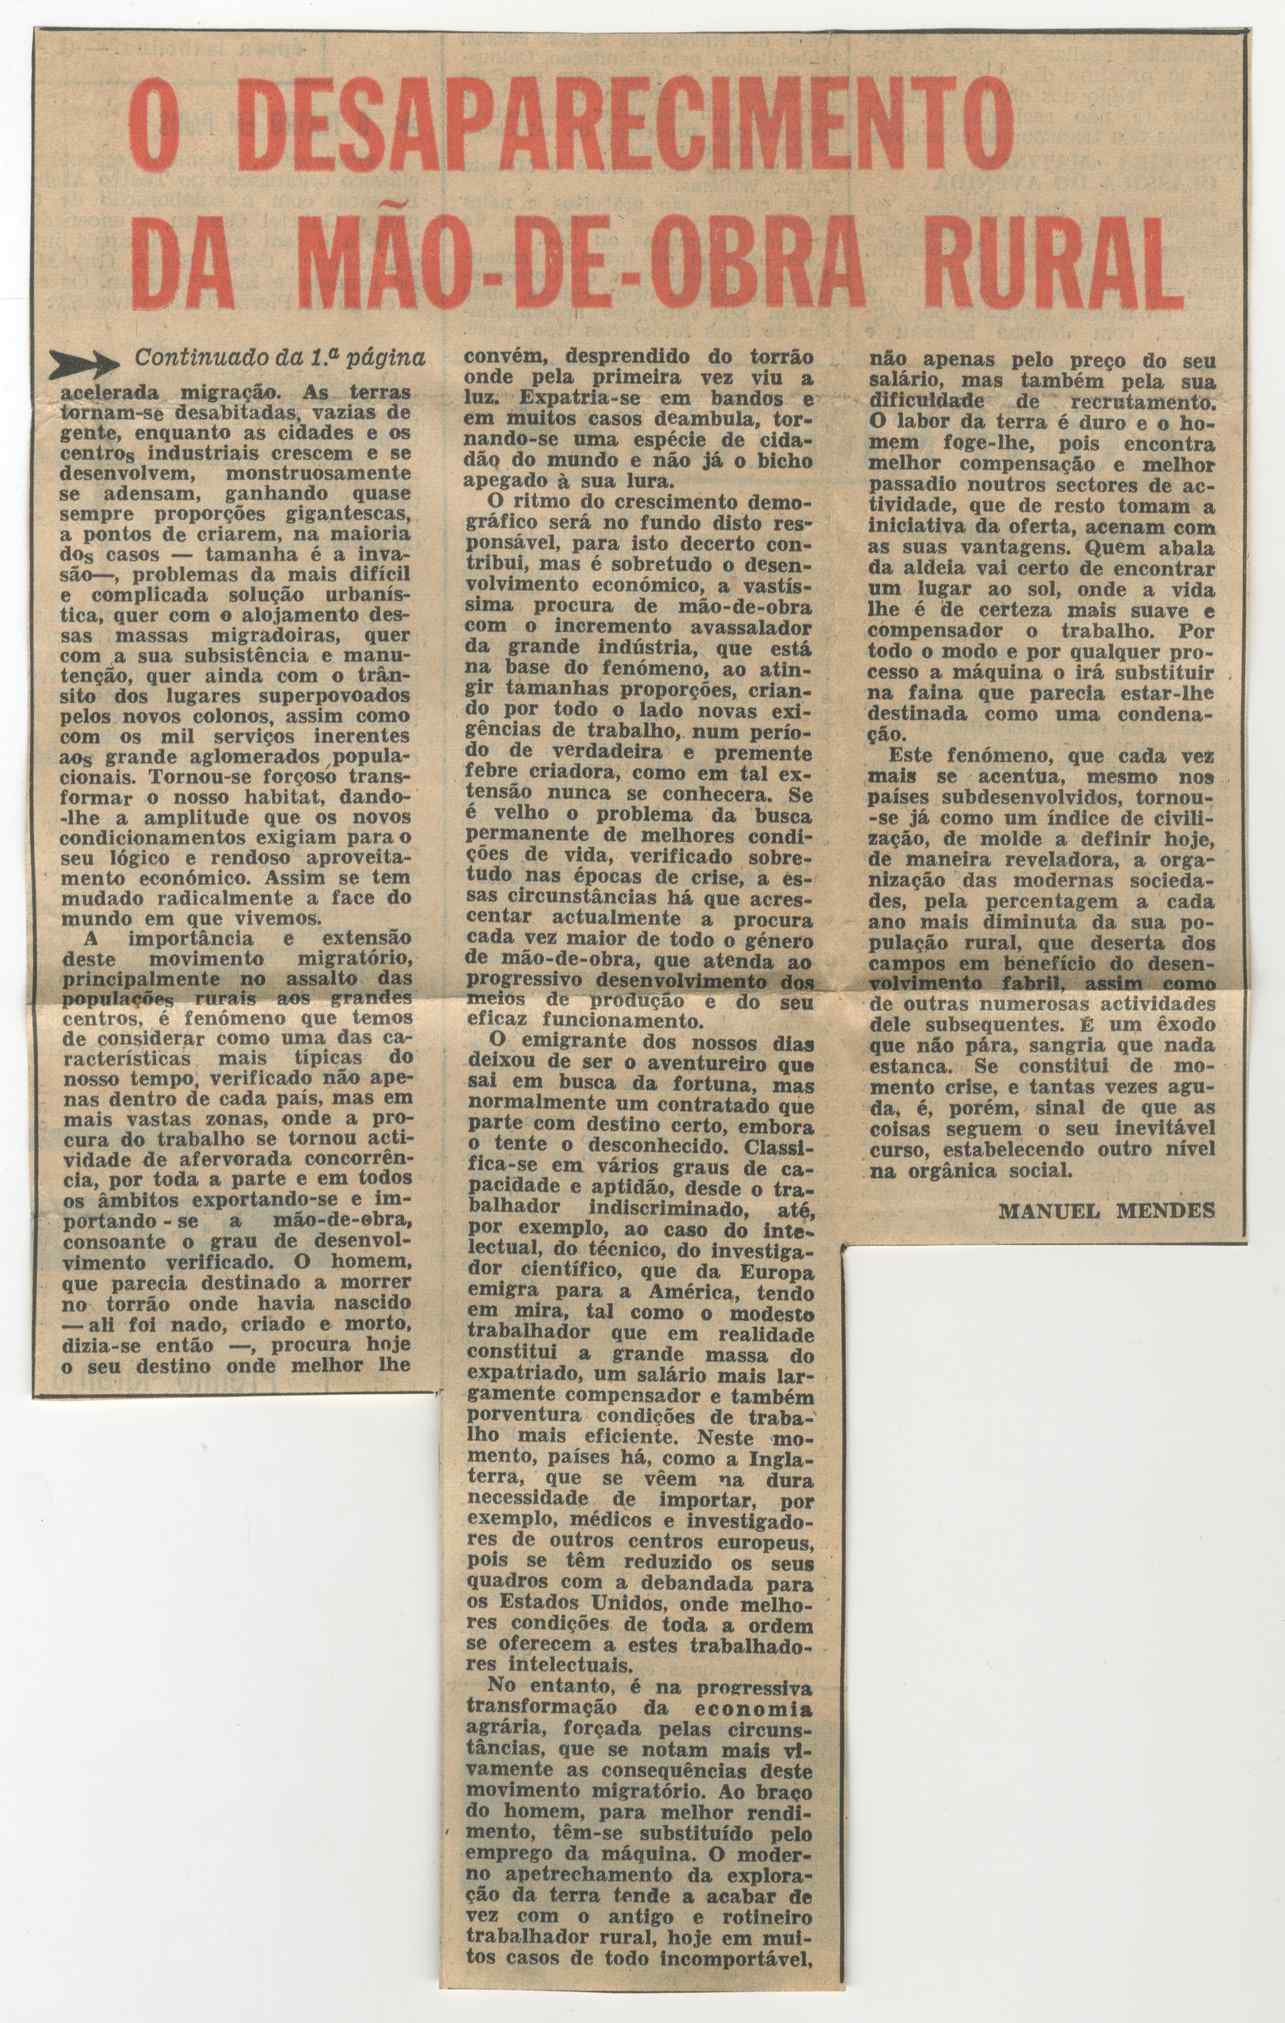 O DESAPARECIMENTO
DA MÃO-DE-OBRA RURAL
Continuado da 1.ª página
acelerada migração. As terras
tornam-se desabitadas, vazias de
gente, enquanto as cidades e os
centros industriais crescem e se
desenvolvem, monstruosamente
se adensam, ganhando quase
sempre proporções gigantescas,
a pontos de criarem, na maioria
dos casos — tamanha é a inva-
são—, problemas da mais difícil
e complicada solução urbanís-
tica, quer com o alojamento des-
sas massas migradoiras, quer
com a sua subsistência e manu-
tenção, quer ainda com o trân-
sito dos lugares superpovoados
pelos novos colonos, assim como
com os mil serviços inerentes
aos grande aglomerados popula-
cionais. Tornou-se forçoso trans-
formar o nosso habitat, dando-
-lhe a amplitude que os novos
condicionamentos exigiam para o
seu lógico e rendoso aproveita-
mento económico. Assim se tem
mudado radicalmente a face do
mundo em que vivemos.
A importância e extensão
deste movimento migratório,
principalmente no assalto das
populações rurais aos grandes
centros, é fenómeno que temos
de considerar como uma das ca-
racterísticas mais típicas do
nosso tempo, verificado não ape-
nas dentro de cada país, mas em
mais vastas zonas, onde a pro-
cura do trabalho se tornou acti-
vidade de afervorada concorrên-
cia, por toda a parte e em todos
os âmbitos exportando-se e im-
portando-se a mão-de-obra,
consoante o grau de desenvol-
vimento verificado. O homem,
que parecia destinado a morrer
no torrão onde havia nascido
— ali foi nado, criado e morto,
dizia-se então —, procura hoje
o seu destino onde melhor lhe
convém, desprendido do torrão
onde pela primeira vez viu a
luz. Expatria-se em bandos e
em muitos casos deambula, tor-
nando-se uma espécie de cida-
dão do mundo e não já o bicho
apegado à sua lura.
O ritmo do crescimento demo-
gráfico será no fundo disto res-
ponsável, para isto decerto con-
tribui, mas é sobretudo o desen-
volvimento económico, a vastís-
sima procura de mão-de-obra
com o incremento avassalador
da grande indústria, que está
na base do fenómeno, ao atin-
gir tamanhas proporções, crian-
do por todo o lado novas exi-
gências de trabalho, num perío-
do de verdadeira e premente
febre criadora, como em tal ex-
tensão nunca se conhecera. Se
é velho o problema da busca
permanente de melhores condi-
ções de vida, verificado sobre-
tudo nas épocas de crise, a es-
sas circunstâncias há que acres-
centar actualmente a procura
cada vez maior de todo o género
de mão-de-obra, que atenda ao
progressivo desenvolvimento dos
meios de produção e do seu
eficaz funcionamento.
O emigrante dos nossos dias
deixou de ser o aventureiro que
sai em busca da fortuna, mas
normalmente um contratado que
parte com destino certo, embora
o tente o desconhecido. Classi-
fica-se em vários graus de ca-
pacidade e aptidão, desde o tra-
balhador indiscriminado, até,
por exemplo, ao caso do inte-
lectual, do técnico, do investiga-
dor científico, que da Europa
emigra para a América, tendo
em mira, tal como o modesto
trabalhador que em realidade
constitui a grande massa do
expatriado, um salário mais lar-
gamente compensador e também
porventura condições de traba-
lho mais eficiente. Neste mo-
mento, países há, como a Ingla-
terra, que se vêem na dura
necessidade de importar, por
exemplo, médicos e investigado-
res de outros centros europeus,
pois se têm reduzido os seus
quadros com a debandada para
os Estados Unidos, onde melho-
res condições de toda a ordem
se oferecem a estes trabalhado-
res intelectuais.
No entanto, é na progressiva
transformação da economia
agrária, forçada pelas circuns-
tâncias, que se notam mais vi-
vamente as consequências deste
movimento migratório. Ao braço
do homem, para melhor rendi-
mento, têm-se substituído pelo
emprego da máquina. O moder-
no apetrechamento da explora-
ção da terra tende a acabar de
vez com o antigo e rotineiro
trabalhador rural, hoje em mui-
tos casos de todo incomportável,
não apenas pelo preço do seu
salário, mas também pela sua
dificuldade de recrutamento.
O labor da terra é duro e o ho-
mem foge-lhe, pois encontra
melhor compensação e melhor
passadio noutros sectores de ac-
tividade, que de resto tomam a
iniciativa da oferta, acenam com
as suas vantagens. Quem abala
da aldeia vai certo de encontrar
um lugar ao sol, onde a vida
lhe é de certeza mais suave e
compensador o trabalho. Por
todo o modo e por qualquer pro-
cesso a máquina o irá substituir
na faina que parecia estar-lhe
destinada como uma condena-
ção.
Este fenómeno, que cada vez
mais se acentua, mesmo nos
países subdesenvolvidos, tornou-
-se já como um índice de civili-
zação, de molde a definir hoje,
de maneira reveladora, a orga-
nização das modernas socieda-
des, pela percentagem a cada
ano mais diminuta da sua po-
pulação rural, que deserta dos
campos em benefício do desen-
volvimento fabril, assim como
de outras numerosas actividades
dele subsequentes. É um êxodo
que não pára, sangria que nada
estanca. Se constitui de mo-
mento crise, e tantas vezes agu-
da, é, porém, sinal de que as
coisas seguem o seu inevitável
curso, estabelecendo outro nível
na orgânica social.
MANUEL MENDES